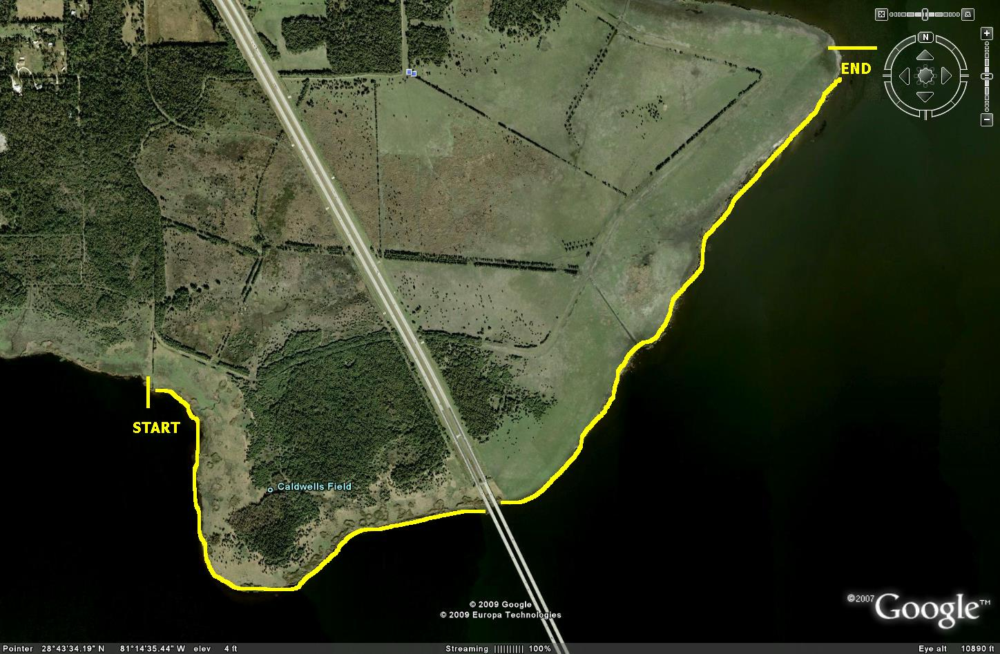 N
END
START
Caldwells Field
© 2009 Google
© 2009 Europa Technologies
©2007 Google™
Pointer 28°43'34.19" N 81°14'35.44" W elev 4 ft Streaming |||||||||| 100% Eye alt 10890 ft